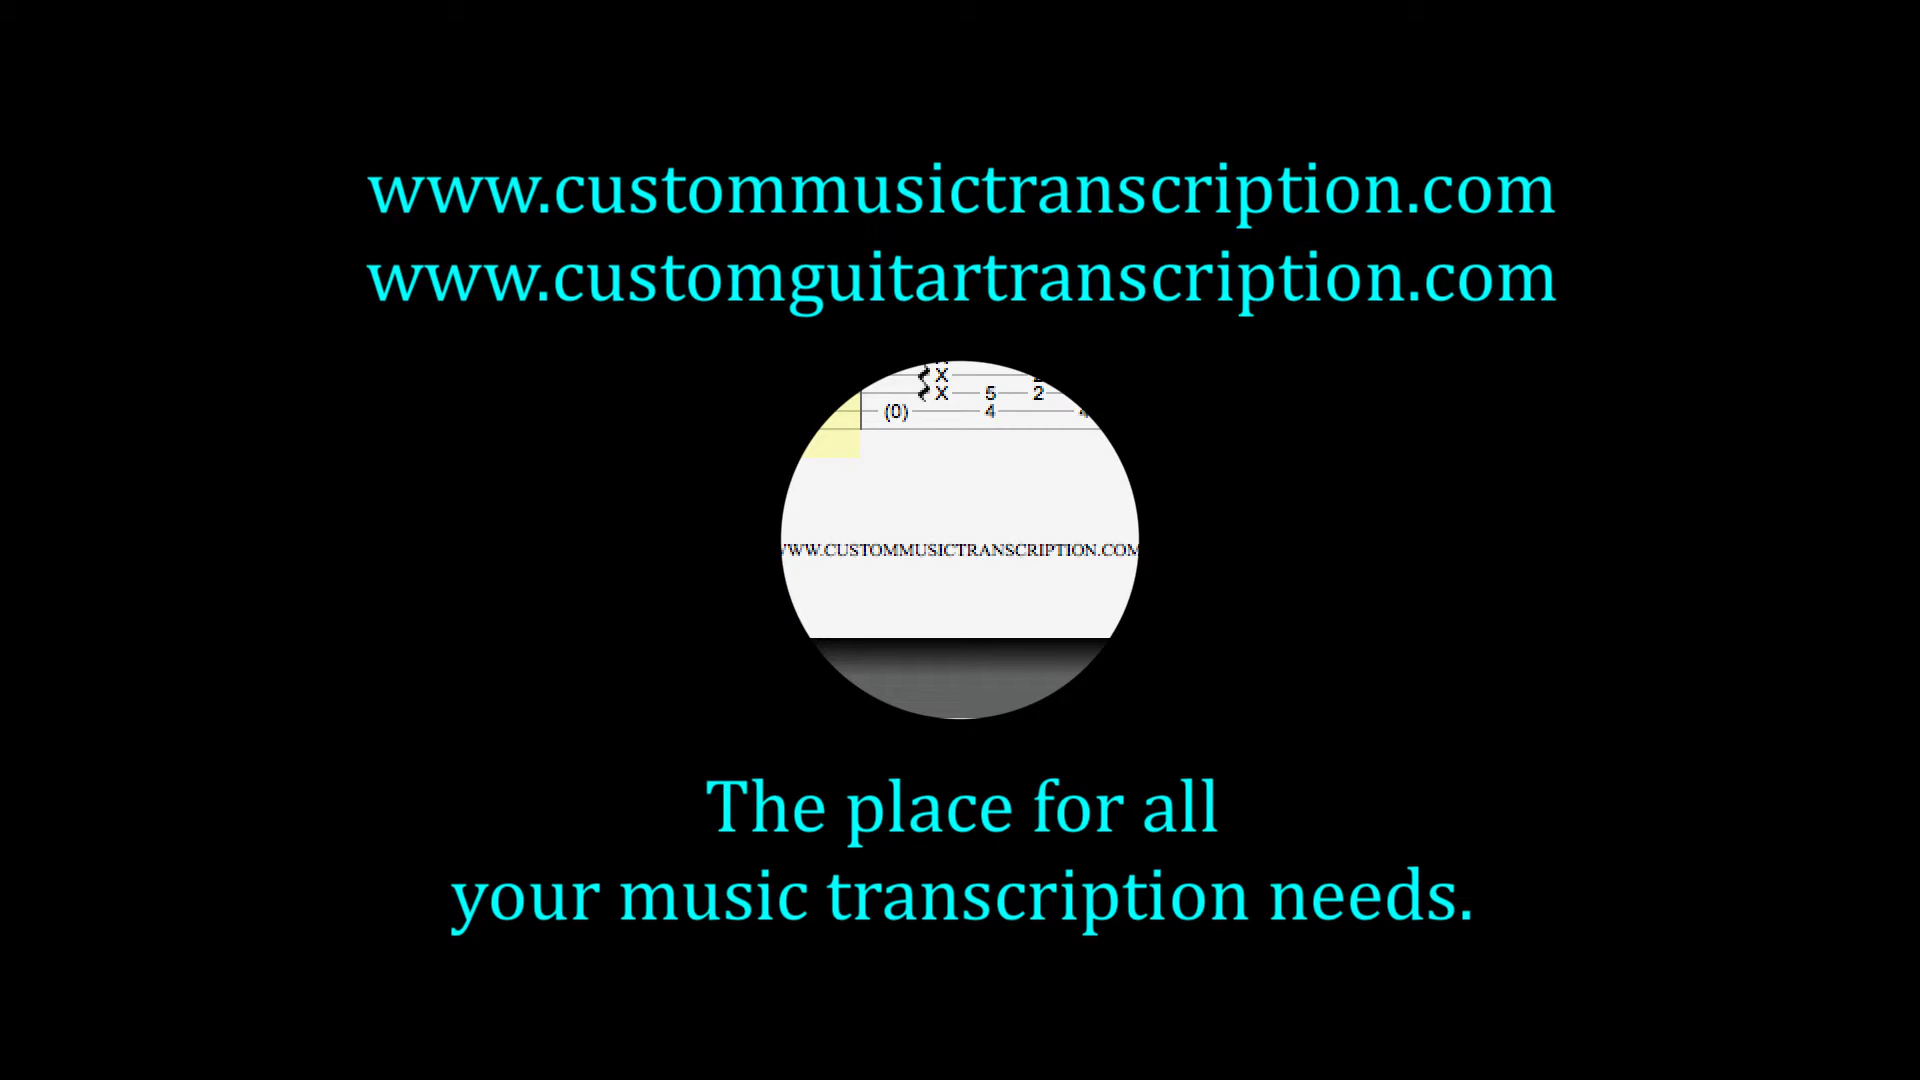 www.custommusictranscription.com
www.customguitartranscription.com
X
X 5 2
(0) 4
WW.CUSTOMMUSICTRANSCRIPTION.COM
The place for all
your music transcription needs.